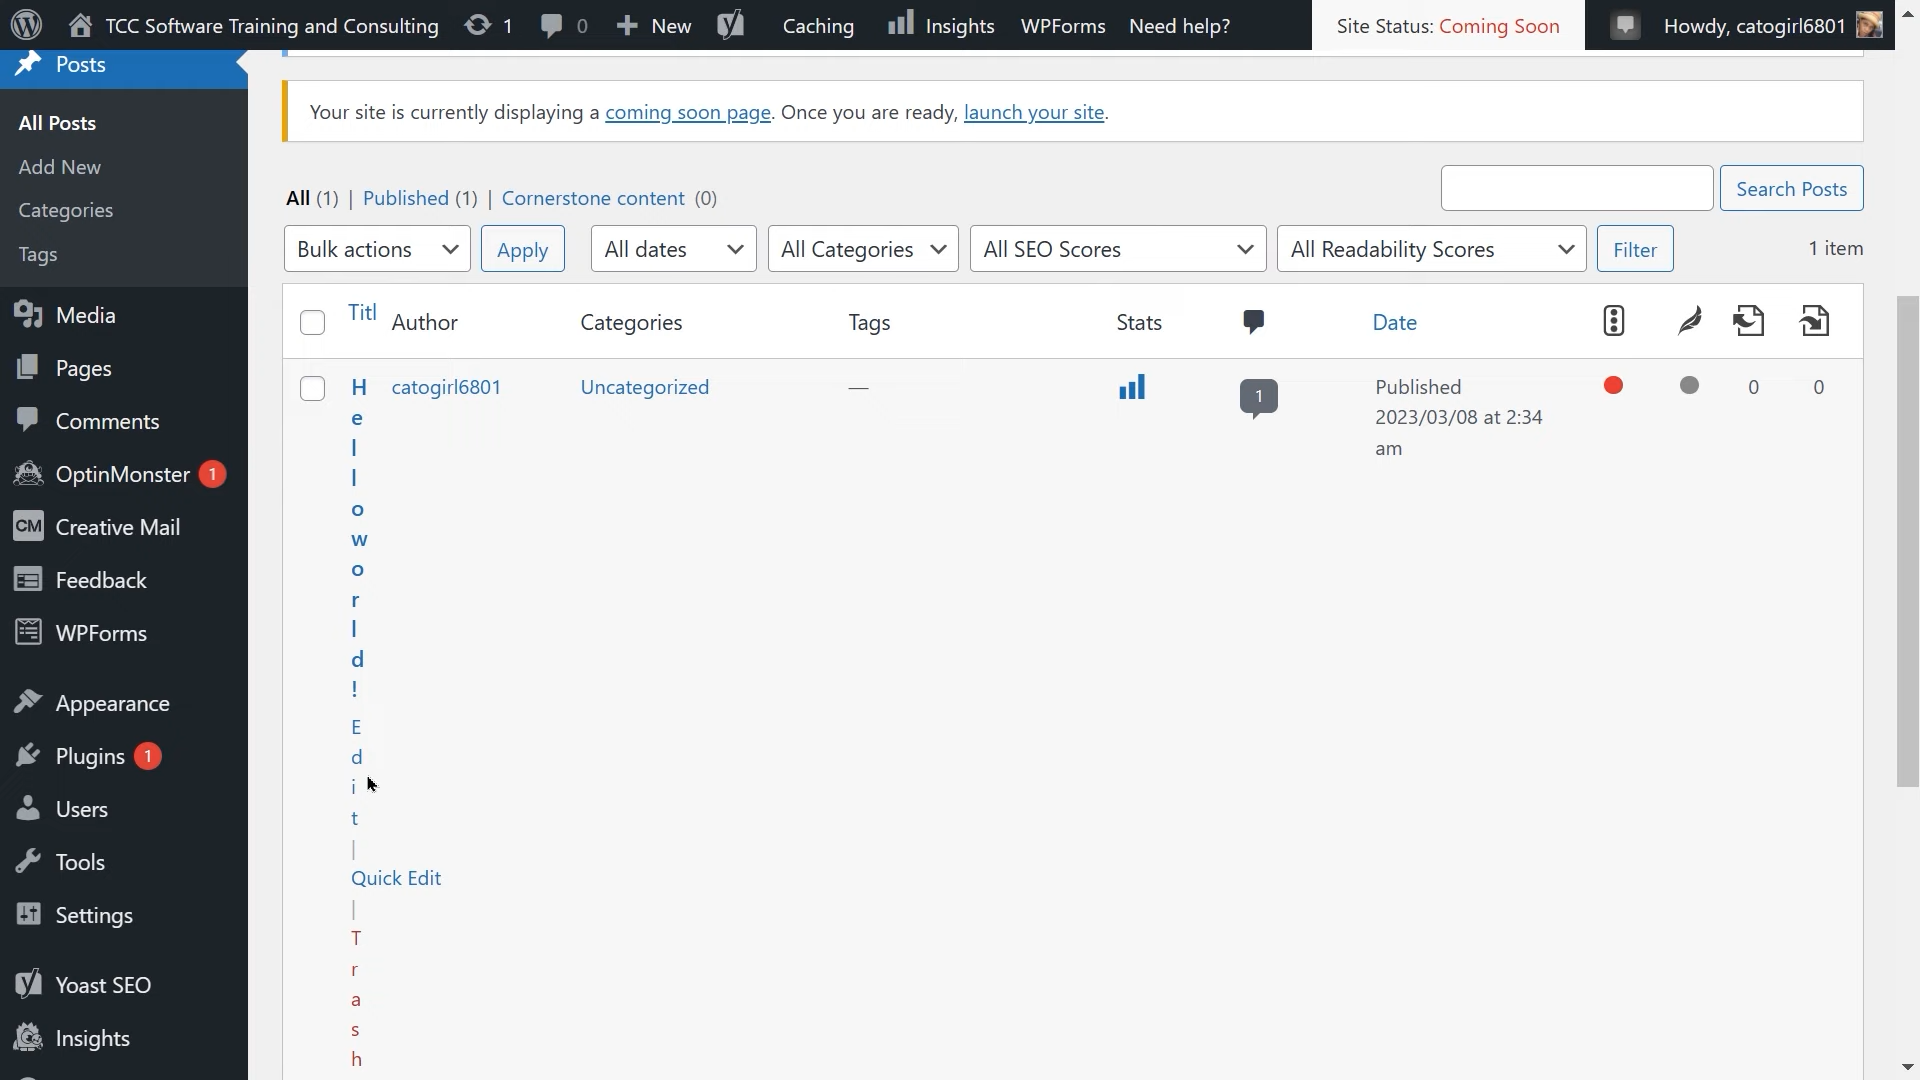 TCC Software Training and Consulting 1 0 New Caching Insights WPForms Need help? Site Status: Coming Soon Howdy, catogirl6801
Posts
All Posts
Add New
Categories
Tags
Media
Pages
Comments
OptinMonster 1
CM Creative Mail
Feedback
WPForms
Appearance
Plugins 1
Users
Tools
Settings
Yoast SEO
Insights
Your site is currently displaying a coming soon page. Once you are ready, launch your site.
Search Posts
All (1) | Published (1) | Cornerstone content (0)
Bulk actions Apply All dates All Categories All SEO Scores All Readability Scores Filter 1 item
Titl Author Categories Tags Stats Date
H catogirl6801 Uncategorized — 1 Published 0 0
e 2023/03/08 at 2:34
l am
l
o
w
o
r
l
d
!
E
d
i
t
|
Quick Edit
|
T
r
a
s
h